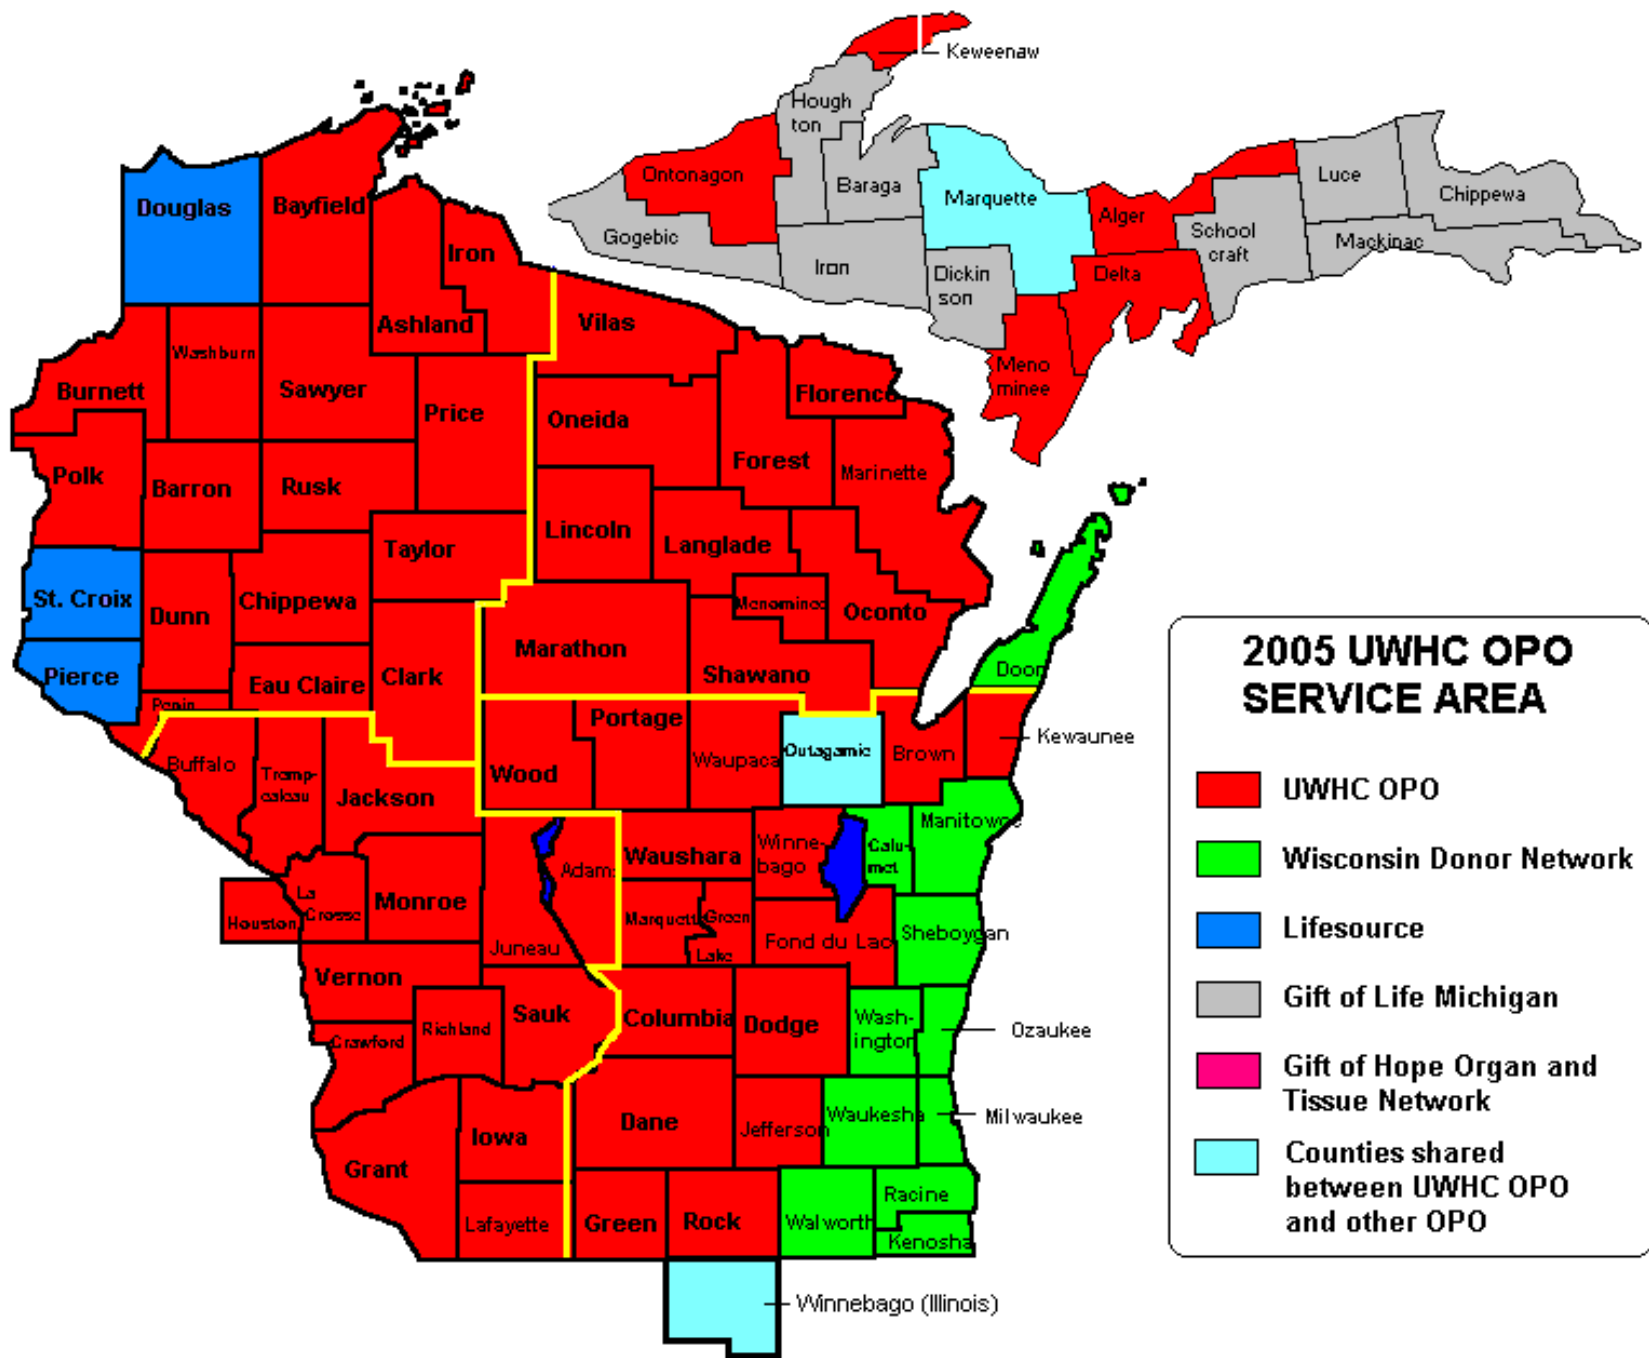 Keweenaw
Hough
ton
Ontonagon
Baraga
Marquette
Alger
Luce
Chippewa
Gogebic
Iron
Dickin
son
Delta
School
craft
Mackinac
Meno
minee
Douglas
Bayfield
Iron
Ashland
Vilas
Washburn
Burnett
Sawyer
Price
Oneida
Florence
Forest
Marinette
Polk
Barron
Rusk
Lincoln
Langlade
Taylor
St. Croix
Dunn
Chippewa
Menominee
Oconto
Marathon
Shawano
Door
Pierce
Eau Claire
Clark
Pepin
Portage
Buffalo
Tremp-
ealeau
Jackson
Wood
Waupaca
Outagamie
Brown
Kewaunee
Manitowoc
Waushara
Winne-
bago
Calu-
met
Adams
La
Crosse
Houston
Monroe
Juneau
Marquette
Green
Lake
Fond du Lac
Sheboygan
Vernon
Richland
Sauk
Columbia
Dodge
Wash-
ington
Ozaukee
Crawford
Dane
Jefferson
Waukesha
Milwaukee
Grant
Iowa
Lafayette
Green
Rock
Walworth
Racine
Kenosha
Winnebago (Illinois)
2005 UWHC OPO
SERVICE AREA
UWHC OPO
Wisconsin Donor Network
Lifesource
Gift of Life Michigan
Gift of Hope Organ and
Tissue Network
Counties shared
between UWHC OPO
and other OPO